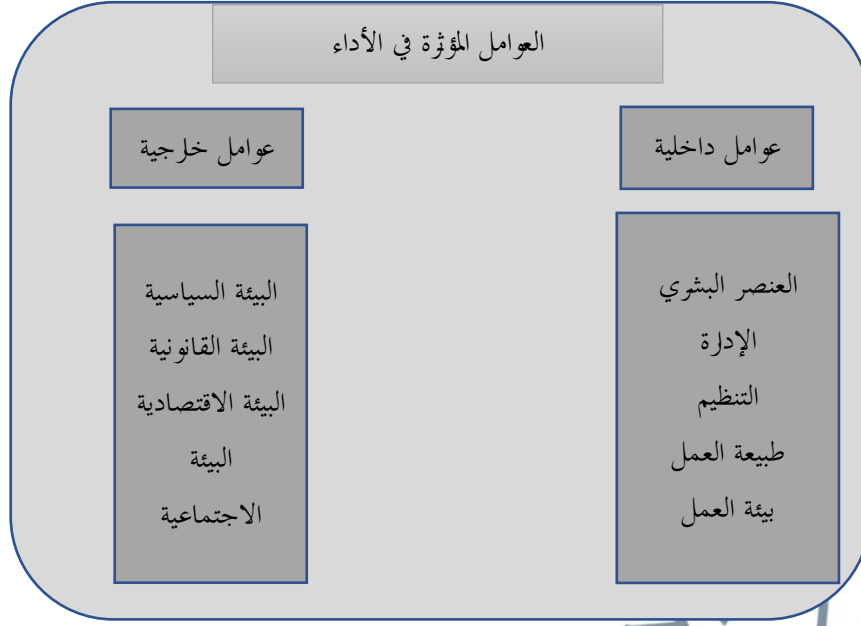 العوامل المؤثرة في الأداء
عوامل داخلية
العنصر البشري
الإدارة
التنظيم
طبيعة العمل
بيئة العمل
عوامل خارجية
البيئة السياسية
البيئة القانونية
البيئة الاقتصادية
البيئة
الاجتماعية